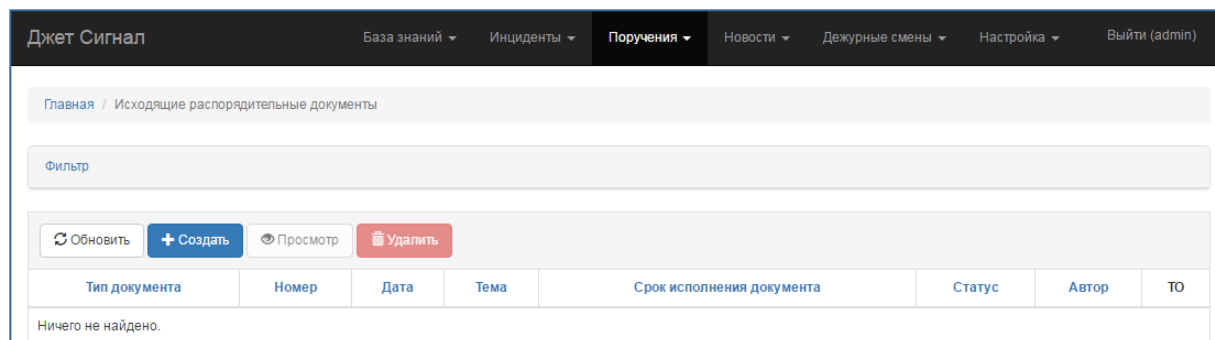 Джет Сигнал База знаний Инциденты Поручения Новости Дежурные смены Настройка Выйти (admin)
Главная / Исходящие распорядительные документы
Фильтр
Обновить Создать Просмотр Удалить
Тип документа Номер Дата Тема Срок исполнения документа Статус Автор ТО
Ничего не найдено.